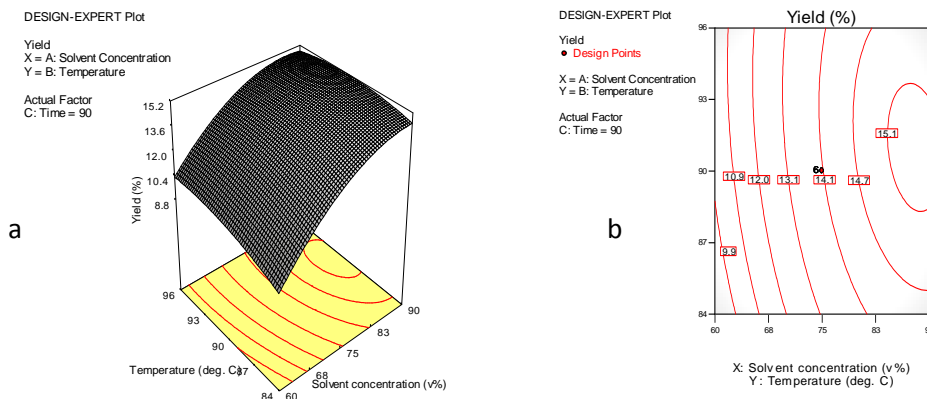 DESIGN-EXPERT Plot
Yield
X = A: Solvent Concentration
Y = B: Temperature
Actual Factor
C: Time = 90
15.2
13.6
12.0
10.4
8.8
Yield (%)
96
93
90
87
84
Temperature (deg. C)
60
68
75
83
90
Solvent concentration (v%)
a
DESIGN-EXPERT Plot
Yield
Design Points
X = A: Solvent Concentration
Y = B: Temperature
Actual Factor
C: Time = 90
b
Yield (%)
96
93
90
87
84
15.1
6
10.9 12.0 13.1 14.1 14.7
9.9
60 68 75 83
X: Solvent concentration (v%)
Y: Temperature (deg. C)